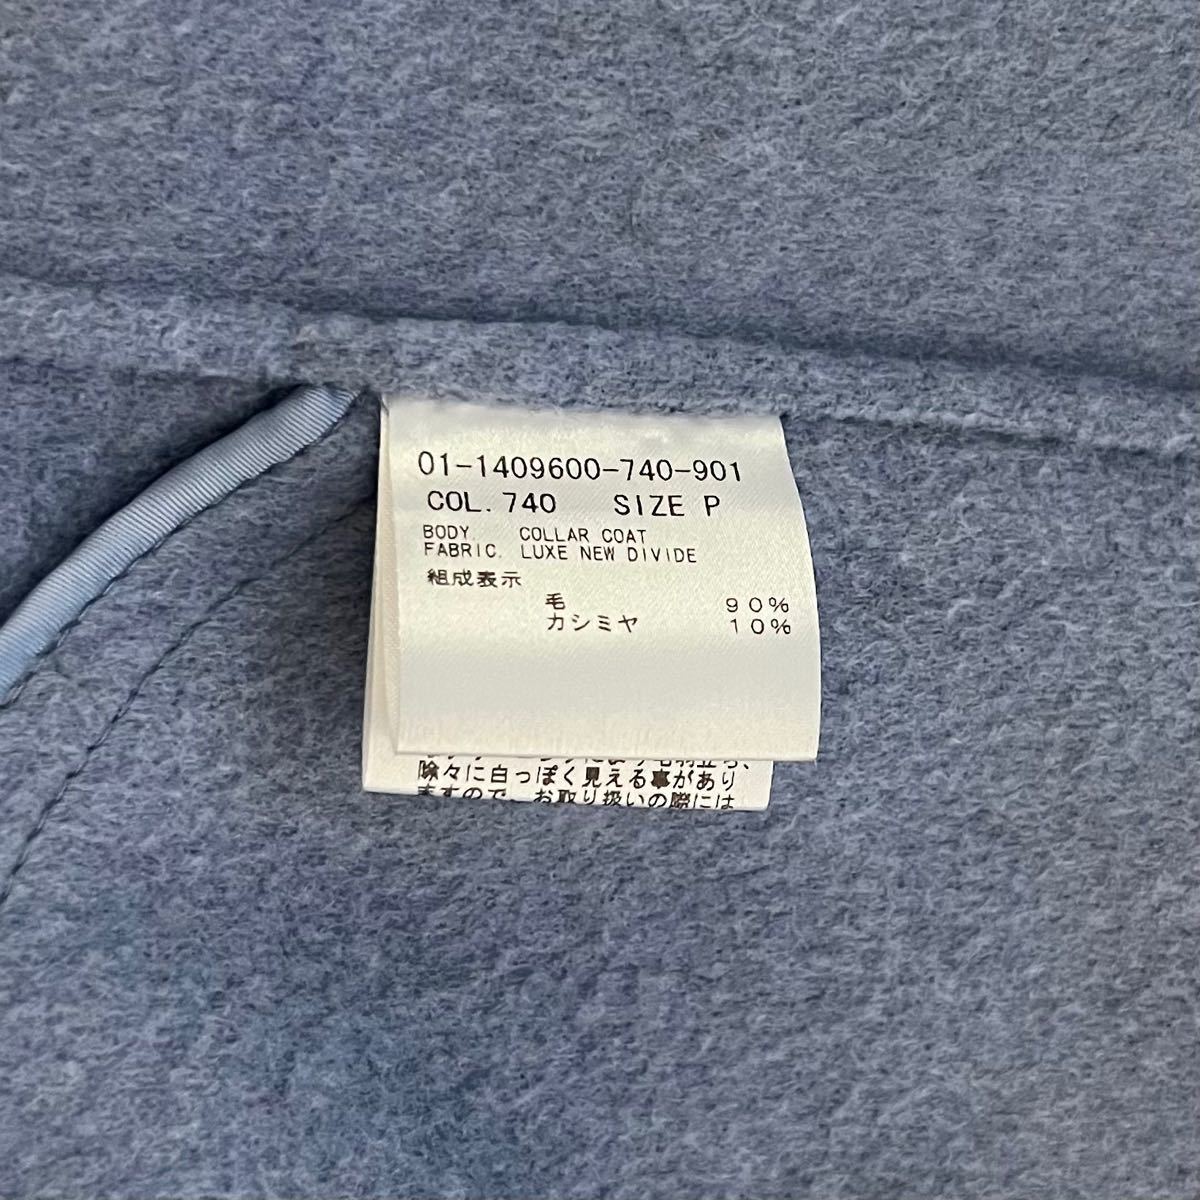 01-1409600-740-901
COL. 740 SIZE P
BODY. COLLAR COAT
FABRIC. LUXE NEW DIVIDE
組成表示
毛 90%
カシミヤ 10%
除々に白っぽく見える事があり
ますので、お取り扱いの際には